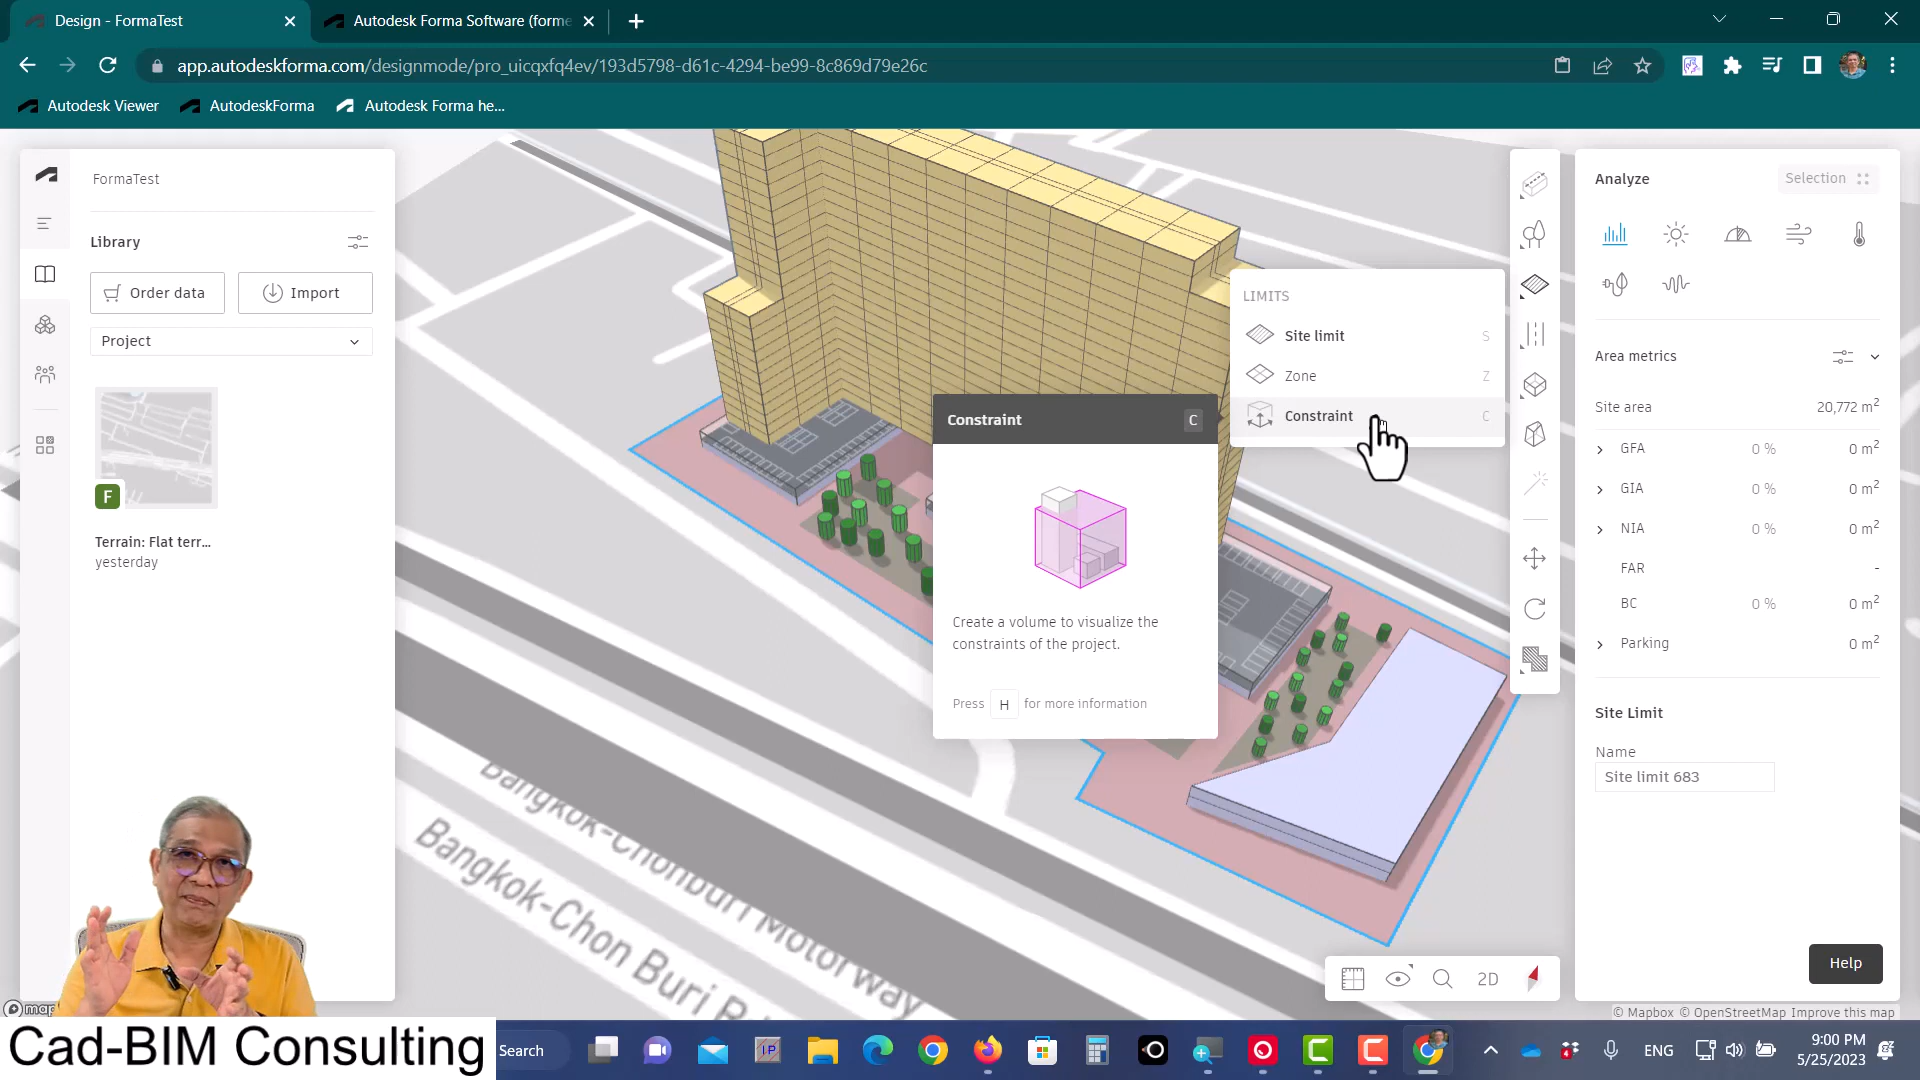 Design - FormaTest
Autodesk Forma Software (forme
app.autodeskforma.com/designmode/pro_uicqxfq4ev/193d5798-d61c-4294-be99-8c869d79e26c
Autodesk Viewer
AutodeskForma
Autodesk Forma he...
FormaTest
Library
Order data
Import
Project
F
Terrain: Flat terr...
yesterday
LIMITS
Site limit S
Zone Z
Constraint C
Constraint C
Create a volume to visualize the
constraints of the project.
Press H for more information
Bangkok-Chonburi Motorway
Bangkok-Chon Buri
Analyze
Selection
Area metrics
Site area 20,772 m²
GFA 0 % 0 m²
GIA 0 % 0 m²
NIA 0 % 0 m²
FAR -
BC 0 % 0 m²
Parking 0 m²
Site Limit
Name
Site limit 683
2D
Help
© Mapbox © OpenStreetMap Improve this map
Cad-BIM Consulting
Search
IP
ENG
9:00 PM
5/25/2023